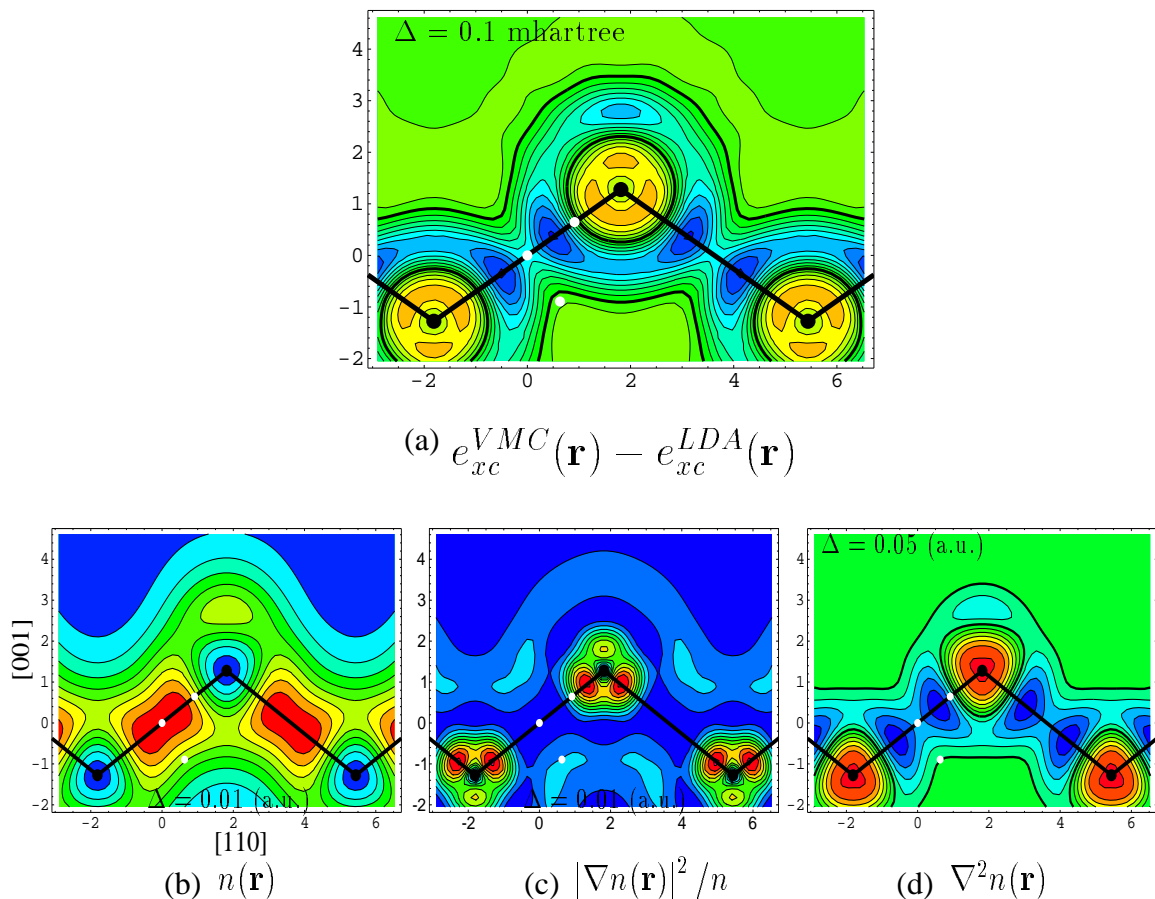 Δ = 0.1 mhartree
4
3
2
1
0
-1
-2
-2 0 2 4 6
(a) e_{xc}^{VMC}(r) − e_{xc}^{LDA}(r)
[001]
4
3
2
1
0
-1
-2
Δ = 0.01 (a.u.)
-2 0 2 4 6
[110]
(b) n(r)
4
3
2
1
0
-1
-2
Δ = 0.01 (a.u.)
-2 0 2 4 6
(c) |∇n(r)|² /n
Δ = 0.05 (a.u.)
4
3
2
1
0
-1
-2
-2 0 2 4 6
(d) ∇²n(r)